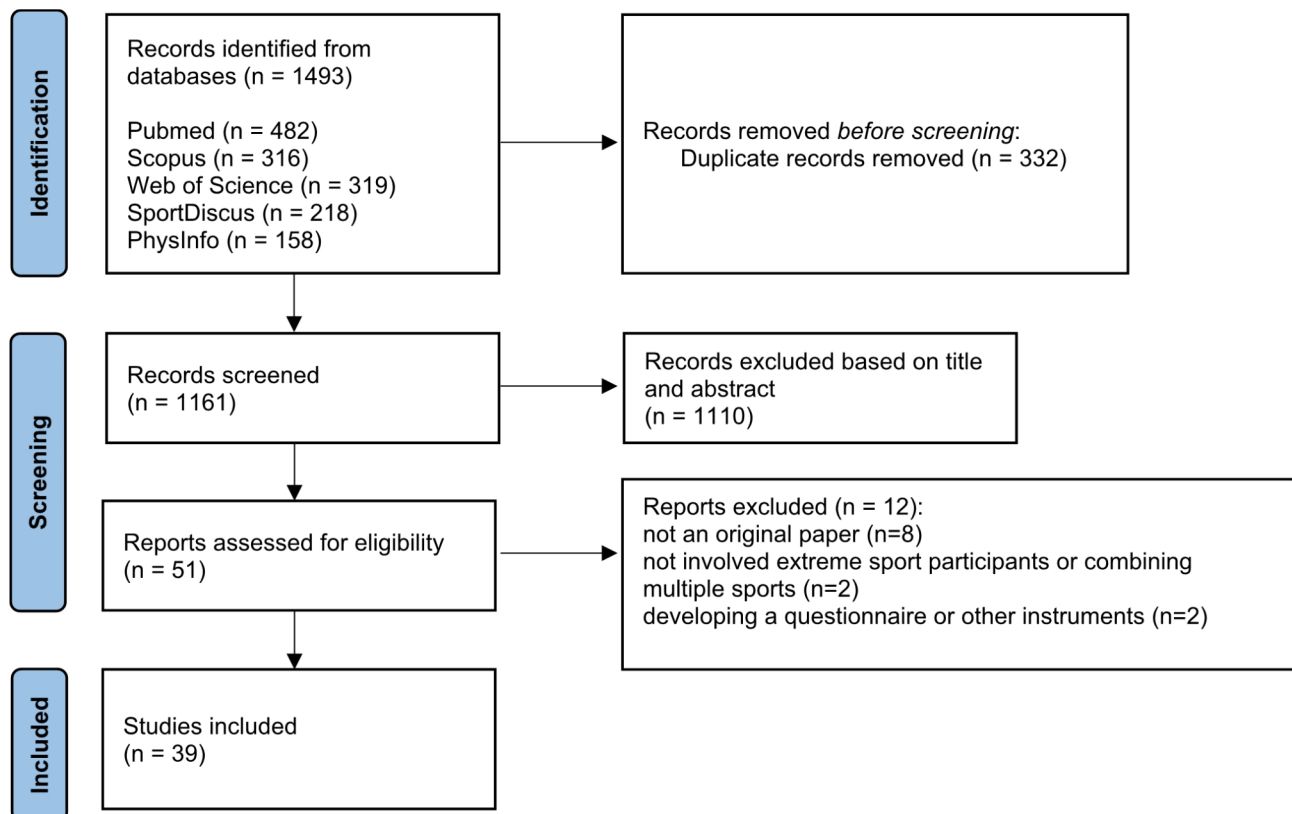 Identification
Records identified from
databases (n = 1493)
Pubmed (n = 482)
Scopus (n = 316)
Web of Science (n = 319)
SportDiscus (n = 218)
PhysInfo (n = 158)
Records removed before screening:
Duplicate records removed (n = 332)
Screening
Records screened
(n = 1161)
Records excluded based on title
and abstract
(n = 1110)
Reports assessed for eligibility
(n = 51)
Reports excluded (n = 12):
not an original paper (n=8)
not involved extreme sport participants or combining
multiple sports (n=2)
developing a questionnaire or other instruments (n=2)
Included
Studies included
(n = 39)